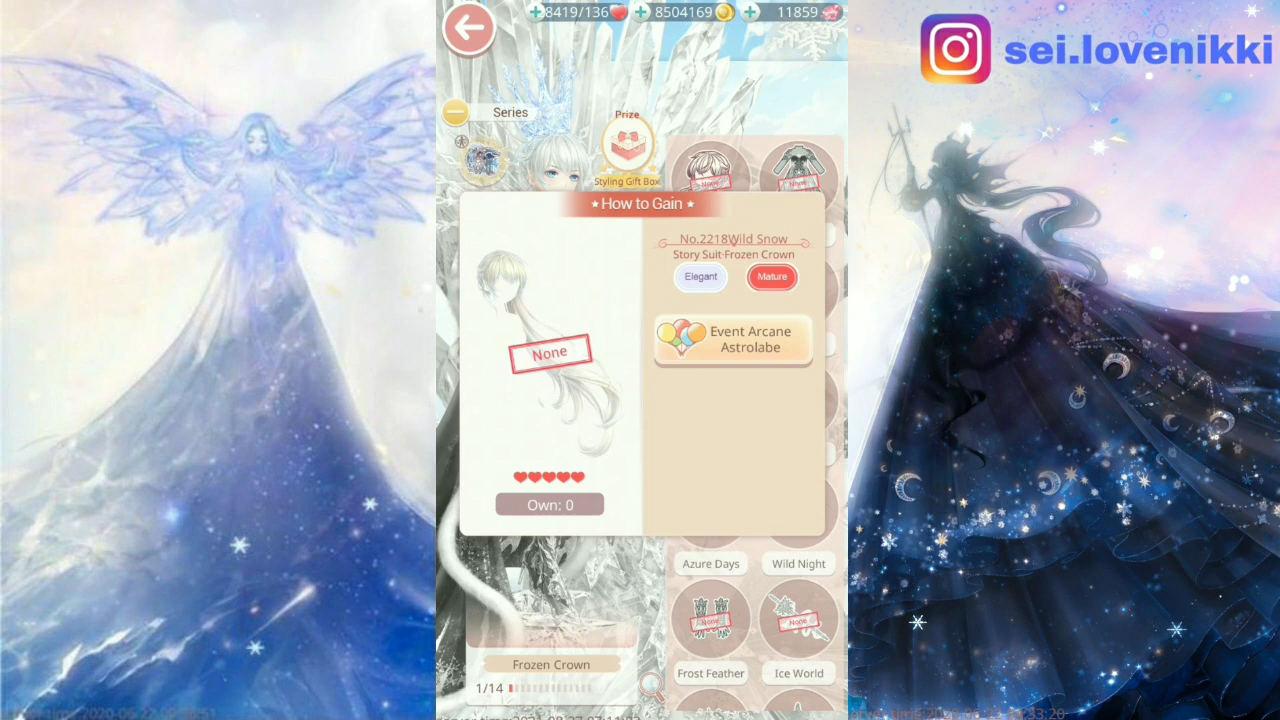 8419/136
8504169
11859
sei.lovenikki
Series
Prize
Styling Gift Box
None
None
How to Gain
No.2218Wild Snow
Story Suit·Frozen Crown
Elegant
Mature
Event Arcane
Astrolabe
None
Own: 0
Azure Days
Wild Night
None
None
Frost Feather
Ice World
Frozen Crown
1/14